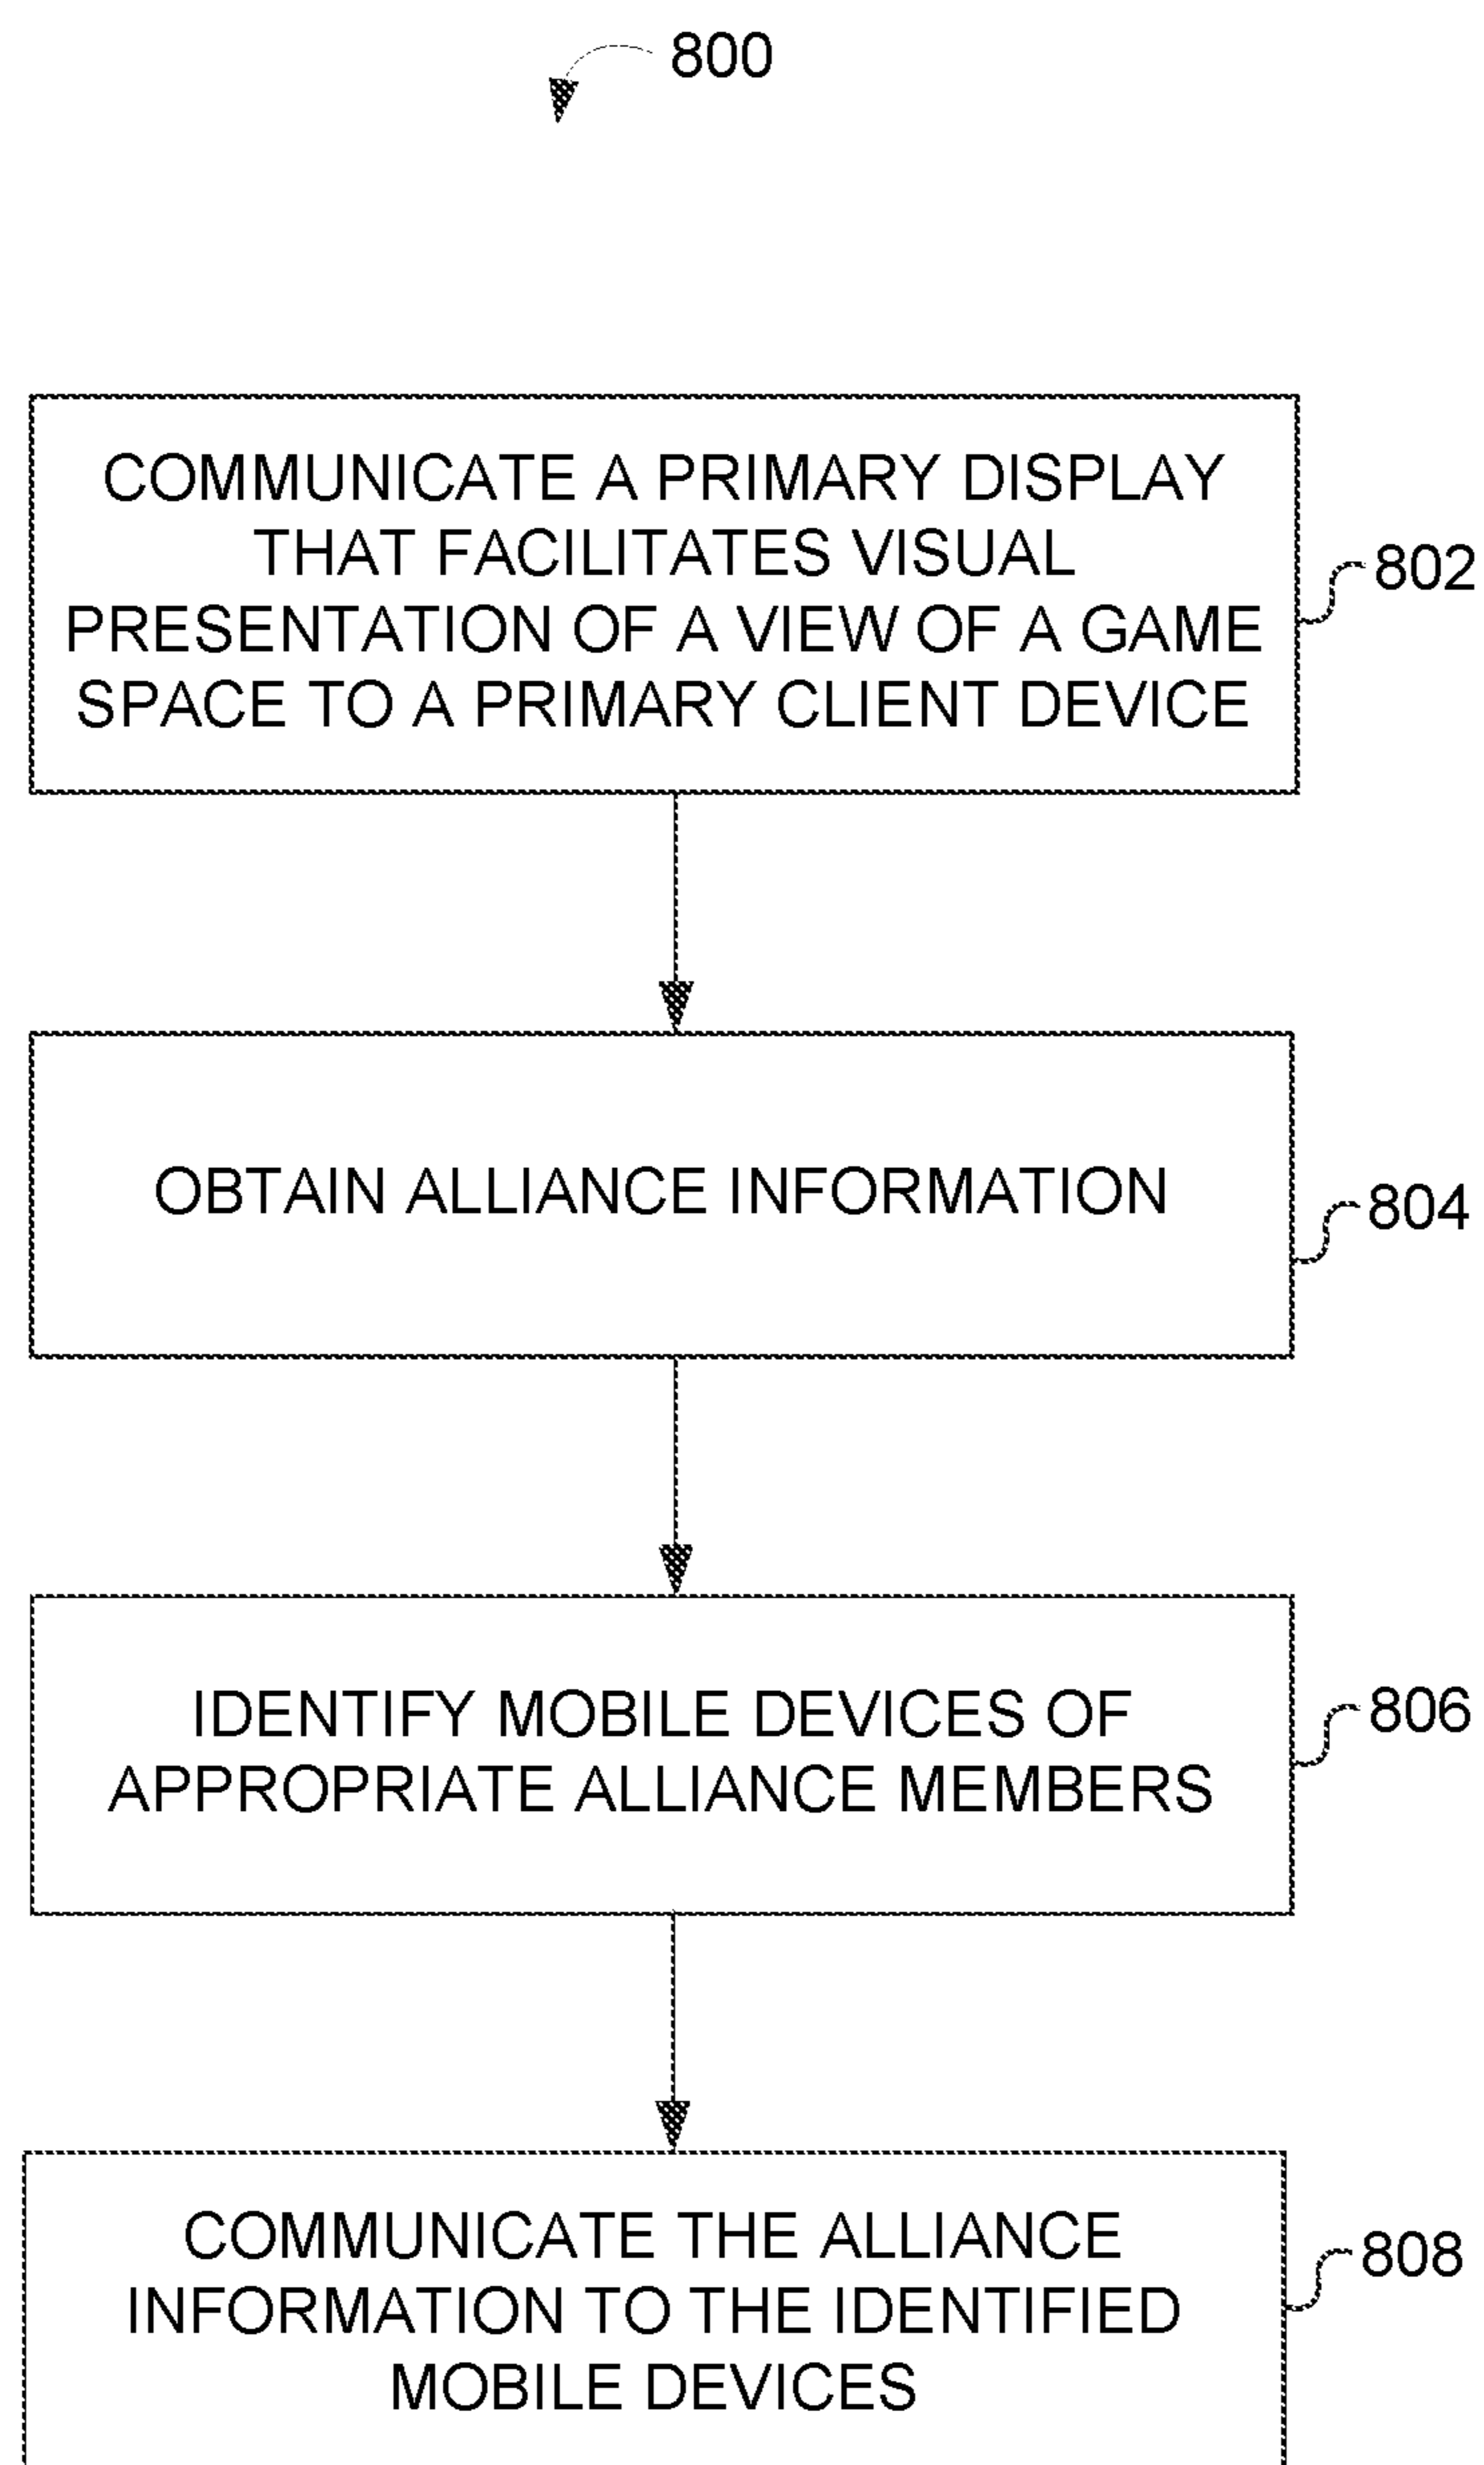 800
COMMUNICATE A PRIMARY DISPLAY
THAT FACILITATES VISUAL
PRESENTATION OF A VIEW OF A GAME
SPACE TO A PRIMARY CLIENT DEVICE
802
OBTAIN ALLIANCE INFORMATION
804
IDENTIFY MOBILE DEVICES OF
APPROPRIATE ALLIANCE MEMBERS
806
COMMUNICATE THE ALLIANCE
INFORMATION TO THE IDENTIFIED
MOBILE DEVICES
808